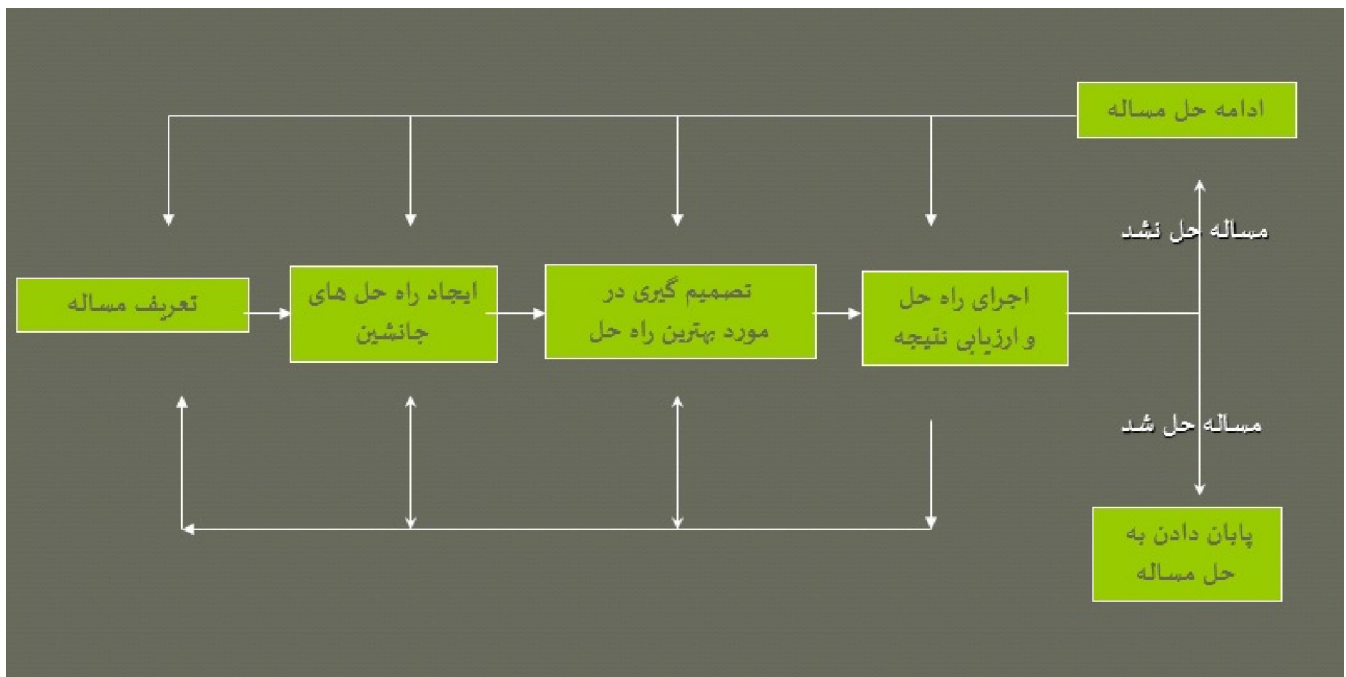 ادامه حل مساله
مساله حل نشد
تعریف مساله
ایجاد راه حل های
جانشین
تصمیم گیری در
مورد بهترین راه حل
اجرای راه حل
و ارزیابی نتیجه
مساله حل شد
پایان دادن به
حل مساله